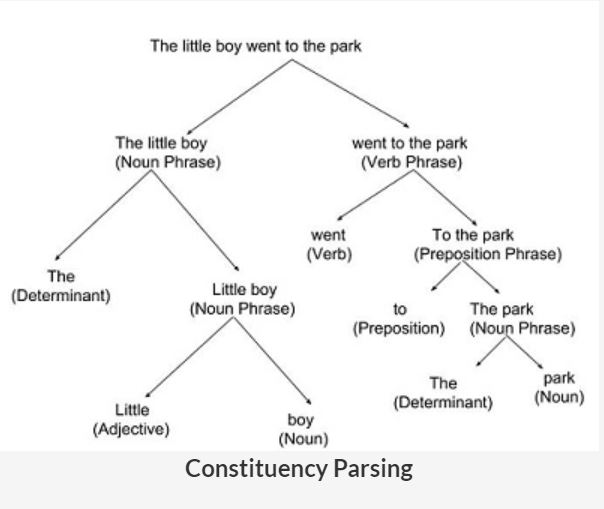 The little boy went to the park
The little boy
(Noun Phrase)
went to the park
(Verb Phrase)
went
(Verb)
To the park
(Preposition Phrase)
The
(Determinant)
Little boy
(Noun Phrase)
to
(Preposition)
The park
(Noun Phrase)
The
(Determinant)
park
(Noun)
Little
(Adjective)
boy
(Noun)
Constituency Parsing